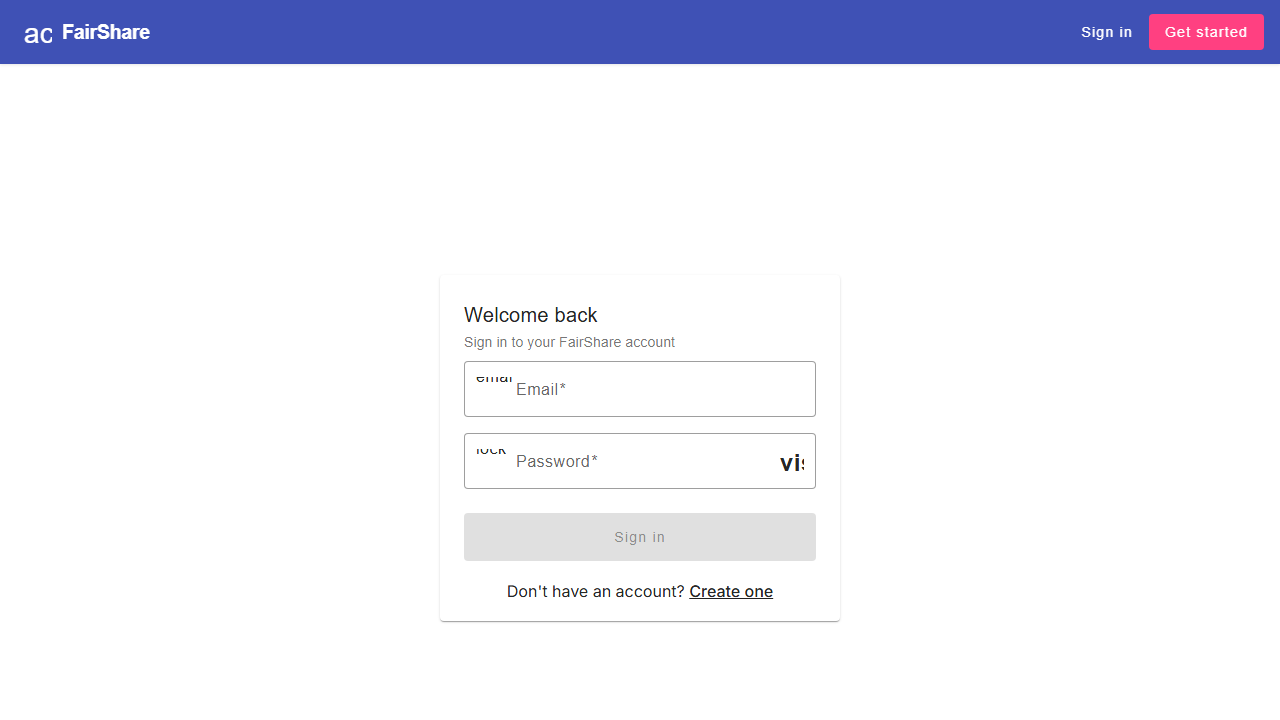 ac FairShare
Sign in
Get started
Welcome back
Sign in to your FairShare account
Email*
lock
Password*
vis
Sign in
Don't have an account? Create one